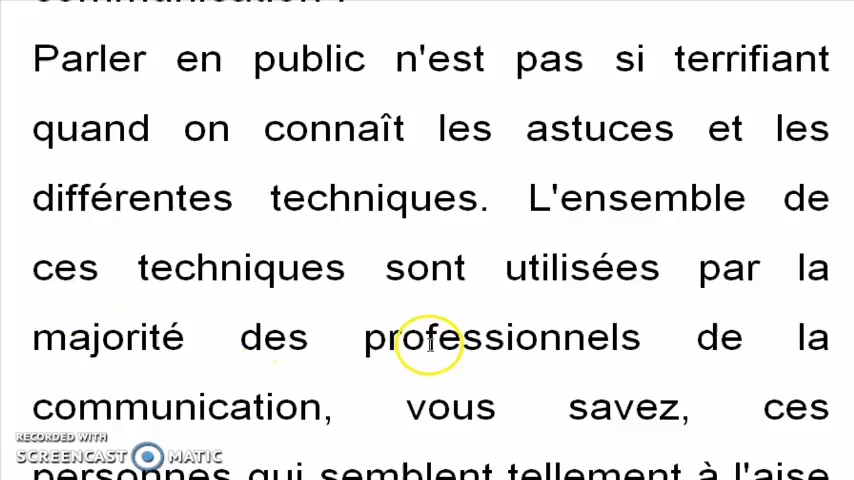 communication !
Parler en public n'est pas si terrifiant
quand on connaît les astuces et les
différentes techniques. L'ensemble de
ces techniques sont utilisées par la
majorité des professionnels de la
communication, vous savez, ces
RECORDED WITH
SCREENCAST MATIC
personnes qui semblent tellement à l'aise